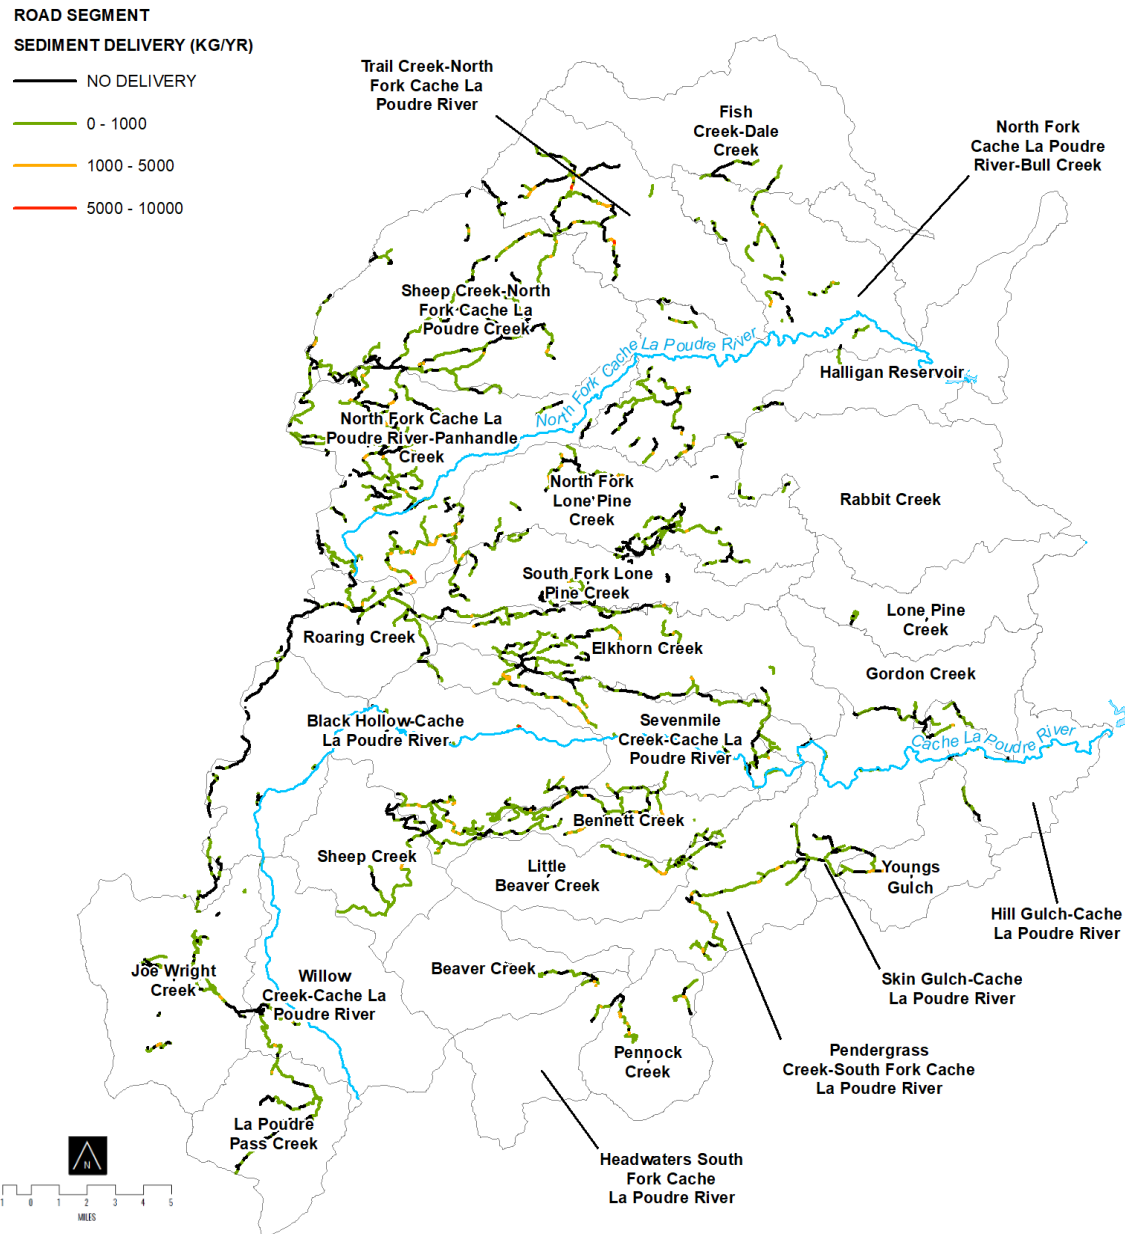 ROAD SEGMENT
SEDIMENT DELIVERY (KG/YR)
NO DELIVERY
0 - 1000
1000 - 5000
5000 - 10000
Trail Creek-North
Fork Cache La
Poudre River
Fish
Creek-Dale
Creek
North Fork
Cache La Poudre
River-Bull Creek
Sheep Creek-North
Fork Cache La
Poudre Creek
North Fork Cache La Poudre River
Halligan Reservoir
North Fork Cache La
Poudre River-Panhandle
Creek
North Fork
Lone Pine
Creek
Rabbit Creek
South Fork Lone
Pine Creek
Lone Pine
Creek
Roaring Creek
Elkhorn Creek
Gordon Creek
Black Hollow-Cache
La Poudre River
Sevenmile
Creek-Cache La
Poudre River
Cache La Poudre River
Bennett Creek
Sheep Creek
Little
Beaver Creek
Youngs
Gulch
Hill Gulch-Cache
La Poudre River
Joe Wright
Creek
Willow
Creek-Cache La
Poudre River
Beaver Creek
Skin Gulch-Cache
La Poudre River
Pennock
Creek
Pendergrass
Creek-South Fork Cache
La Poudre River
La Poudre
Pass Creek
Headwaters South
Fork Cache
La Poudre River
N
1 0 1 2 3 4 5
MILES